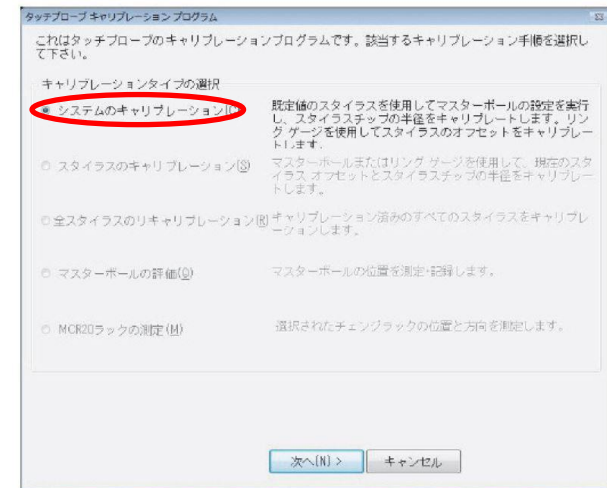 タッチプローブ キャリブレーション プログラム
これはタッチプローブのキャリブレーションプログラムです。該当するキャリブレーション手順を選択し
て下さい。
キャリブレーションタイプの選択
システムのキャリブレーション(C)
既定値のスタイラスを使用してマスターボールの設定を実行
し、スタイラスチップの半径をキャリブレートします。リン
グ ゲージを使用してスタイラスのオフセットをキャリブレー
トします。
スタイラスのキャリブレーション(S)
マスターボールまたはリング ゲージを使用して、現在のスタ
イラス オフセットとスタイラスチップの半径をキャリブレー
トします。
全スタイラスのリキャリブレーション(R)
キャリブレーション済みのすべてのスタイラスをキャリブレ
ーションします。
マスターボールの評価(Q)
マスターボールの位置を測定・記録します。
MCR20ラックの測定(M)
選択されたチェンジラックの位置と方向を測定します。
次へ(N) >
キャンセル